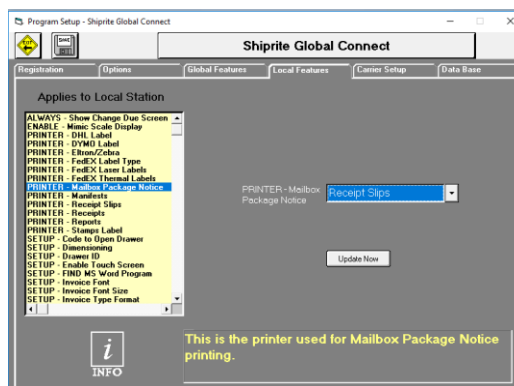 Program Setup - Shiprite Global Connect
EXIT
SAVE
Shiprite Global Connect
Registration
Options
Global Features
Local Features
Carrier Setup
Data Base
Applies to Local Station
ALWAYS - Show Change Due Screen
ENABLE - Mimic Scale Display
PRINTER - DHL Label
PRINTER - DYMO Label
PRINTER - Eltron/Zebra
PRINTER - FedEX Label Type
PRINTER - FedEX Laser Labels
PRINTER - FedEX Thermal Labels
PRINTER - Mailbox Package Notice
PRINTER - Manifests
PRINTER - Receipt Slips
PRINTER - Receipts
PRINTER - Reports
PRINTER - Stamps Label
SETUP - Code to Open Drawer
SETUP - Dimensioning
SETUP - Drawer ID
SETUP - Enable Touch Screen
SETUP - FIND MS Word Program
SETUP - Invoice Font
SETUP - Invoice Font Size
SETUP - Invoice Type Format
PRINTER - Mailbox
Package Notice
Receipt Slips
Update Now
i
INFO
This is the printer used for Mailbox Package Notice
printing.